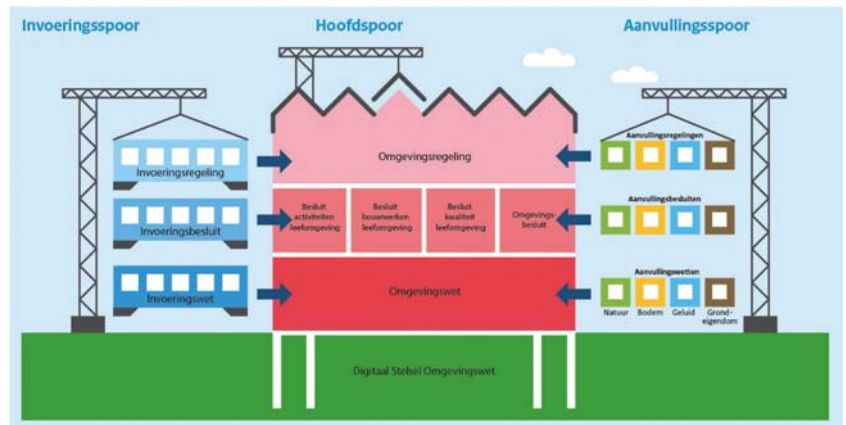 Invoeringsspoor
Hoofdspoor
Aanvullingsspoor
Aanvullingsregelingen
Omgevingsregeling
Invoeringsregeling
Aanvullingsbesluiten
Besluit
activiteiten
leefomgeving
Besluit
bouwwerken
leefomgeving
Besluit
kwaliteit
leefomgeving
Omgevings-
besluit
Invoeringsbesluit
Aanvullingswetten
Omgevingswet
Invoeringswet
Natuur
Bodem
Geluid
Grond-
eigendom
Digitaal Stelsel Omgevingswet